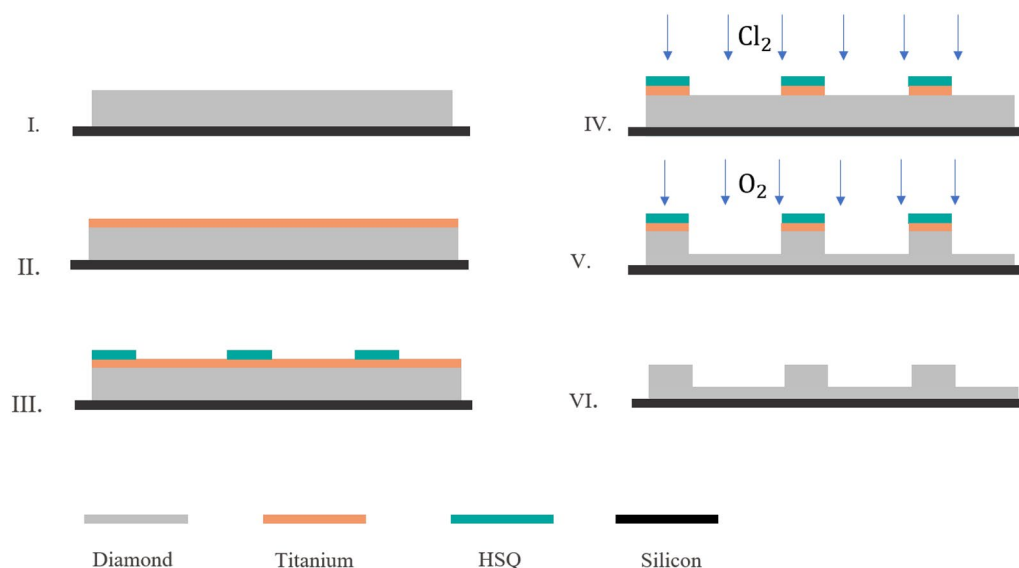 I.
II.
III.
Cl₂
IV.
O₂
V.
VI.
Diamond
Titanium
HSQ
Silicon